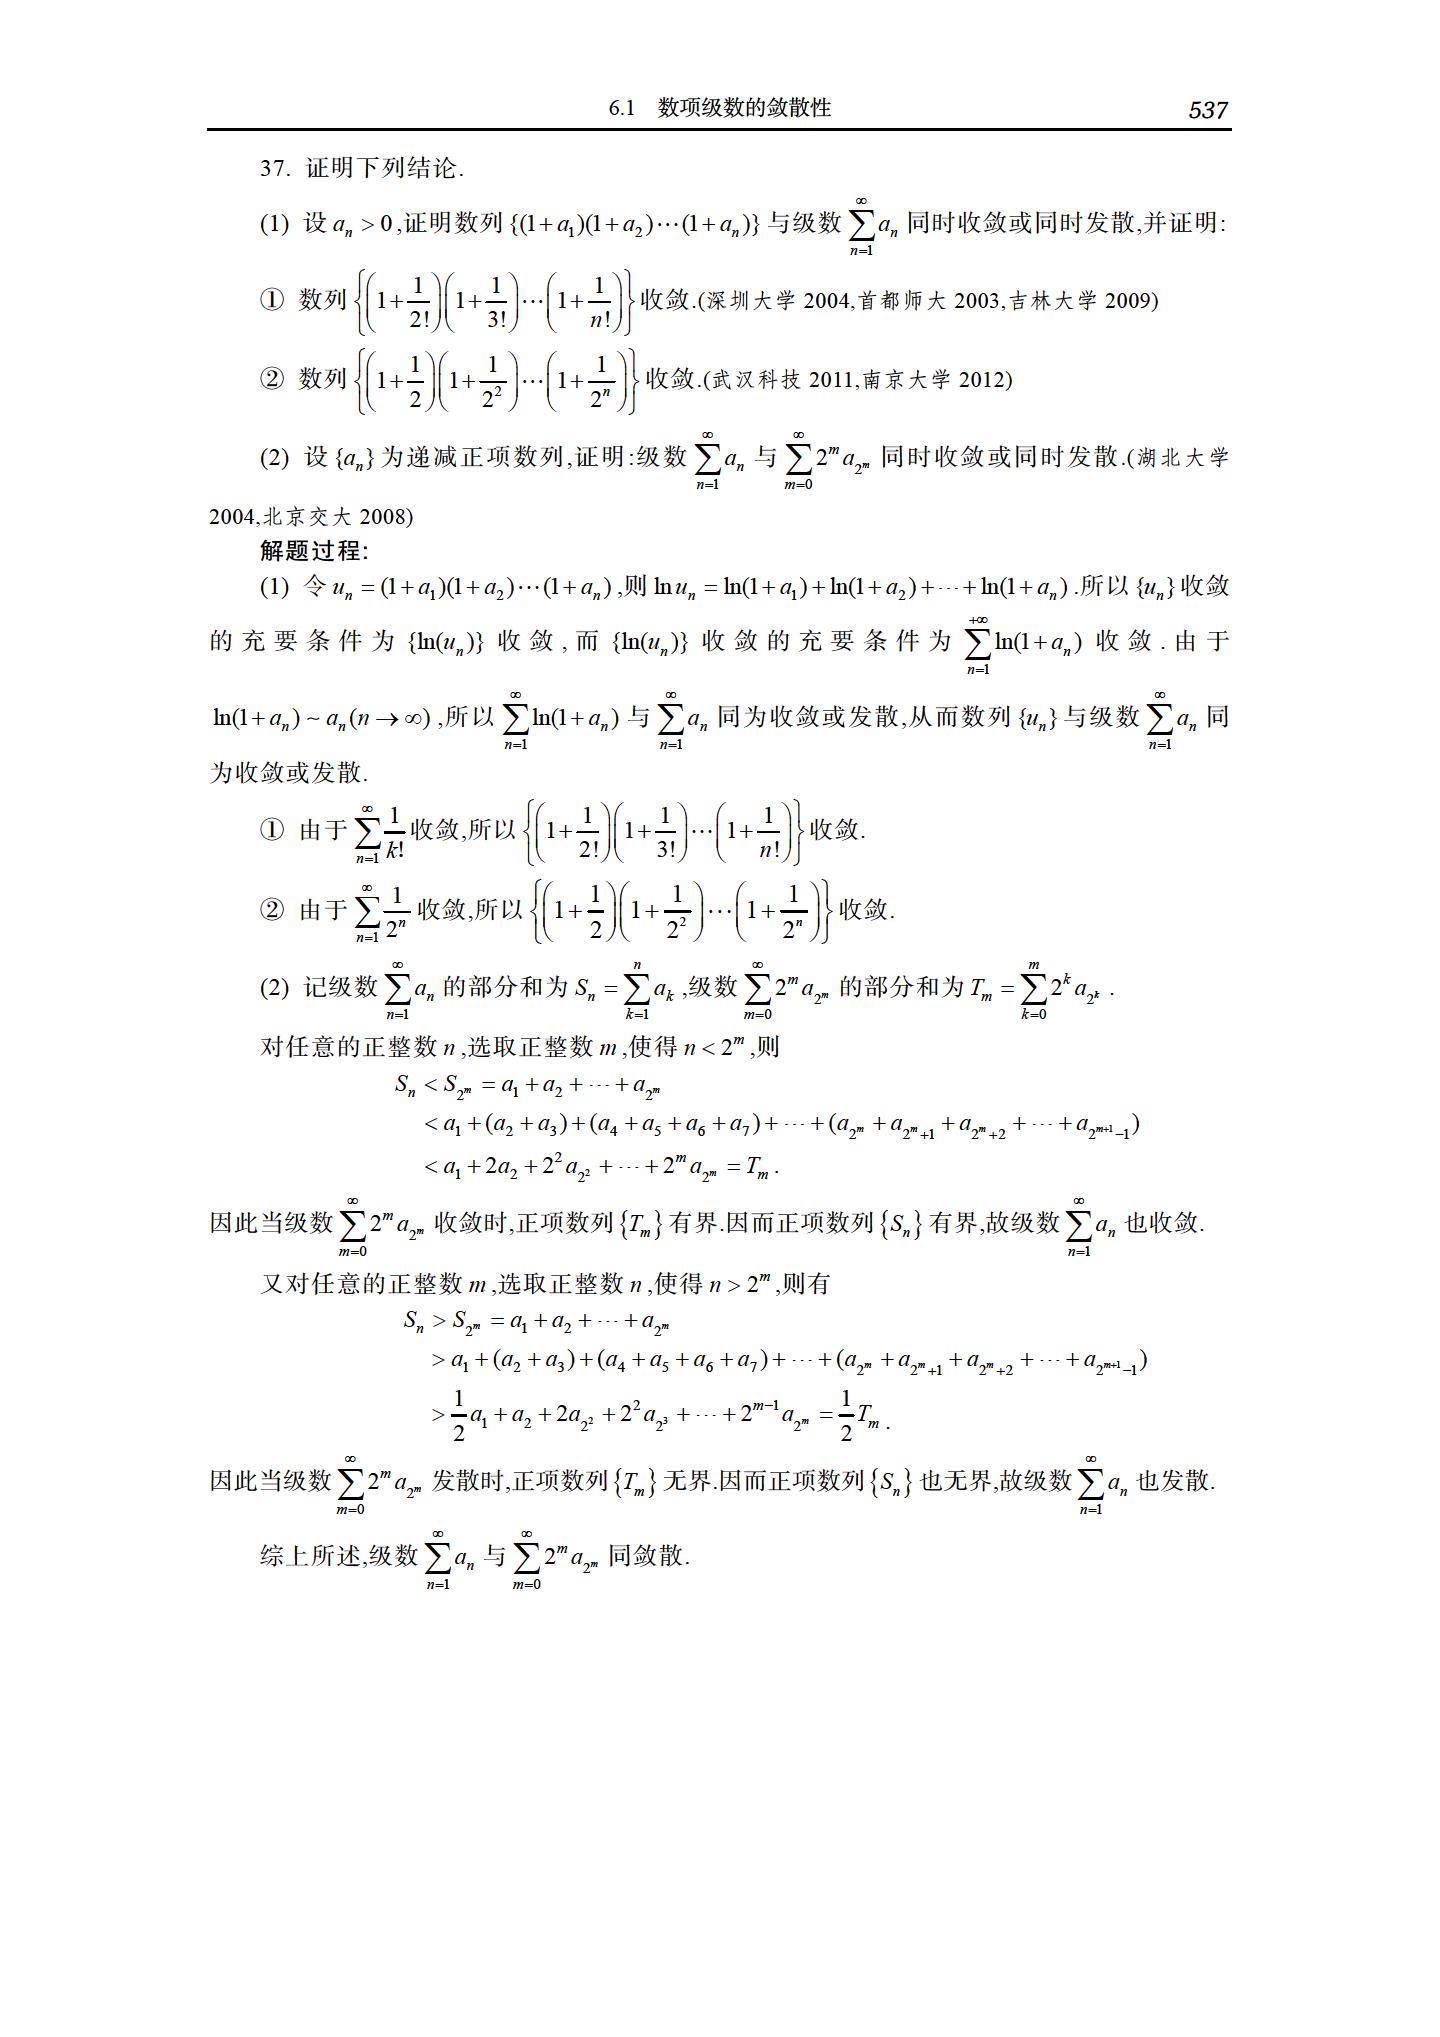 6.1 数项级数的敛散性 537
37. 证明下列结论.
(1) 设 $a_n > 0$,证明数列 $\{(1+a_1)(1+a_2)\cdots(1+a_n)\}$ 与级数 $\sum_{n=1}^{\infty} a_n$ 同时收敛或同时发散,并证明:
① 数列 $\left\{\left(1+\frac{1}{2!}\right)\left(1+\frac{1}{3!}\right)\cdots\left(1+\frac{1}{n!}\right)\right\}$ 收敛.(深圳大学 2004,首都师大 2003,吉林大学 2009)
② 数列 $\left\{\left(1+\frac{1}{2}\right)\left(1+\frac{1}{2^2}\right)\cdots\left(1+\frac{1}{2^n}\right)\right\}$ 收敛.(武汉科技 2011,南京大学 2012)
(2) 设 $\{a_n\}$ 为递减正项数列,证明:级数 $\sum_{n=1}^{\infty} a_n$ 与 $\sum_{m=0}^{\infty} 2^m a_{2^m}$ 同时收敛或同时发散.(湖北大学
2004,北京交大 2008)
解题过程:
(1) 令 $u_n = (1+a_1)(1+a_2)\cdots(1+a_n)$,则 $\ln u_n = \ln(1+a_1)+\ln(1+a_2)+\cdots+\ln(1+a_n)$.所以 $\{u_n\}$ 收敛
的充要条件为 $\{\ln(u_n)\}$ 收敛,而 $\{\ln(u_n)\}$ 收敛的充要条件为 $\sum_{n=1}^{+\infty} \ln(1+a_n)$ 收敛.由于
$\ln(1+a_n) \sim a_n (n \to \infty)$,所以 $\sum_{n=1}^{\infty} \ln(1+a_n)$ 与 $\sum_{n=1}^{\infty} a_n$ 同为收敛或发散,从而数列 $\{u_n\}$ 与级数 $\sum_{n=1}^{\infty} a_n$ 同
为收敛或发散.
① 由于 $\sum_{n=1}^{\infty} \frac{1}{k!}$ 收敛,所以 $\left\{\left(1+\frac{1}{2!}\right)\left(1+\frac{1}{3!}\right)\cdots\left(1+\frac{1}{n!}\right)\right\}$ 收敛.
② 由于 $\sum_{n=1}^{\infty} \frac{1}{2^n}$ 收敛,所以 $\left\{\left(1+\frac{1}{2}\right)\left(1+\frac{1}{2^2}\right)\cdots\left(1+\frac{1}{2^n}\right)\right\}$ 收敛.
(2) 记级数 $\sum_{n=1}^{\infty} a_n$ 的部分和为 $S_n = \sum_{k=1}^{n} a_k$,级数 $\sum_{m=0}^{\infty} 2^m a_{2^m}$ 的部分和为 $T_m = \sum_{k=0}^{m} 2^k a_{2^k}$.
对任意的正整数 $n$,选取正整数 $m$,使得 $n < 2^m$,则
$S_n < S_{2^m} = a_1 + a_2 + \cdots + a_{2^m}$
$< a_1 + (a_2 + a_3) + (a_4 + a_5 + a_6 + a_7) + \cdots + (a_{2^m} + a_{2^m+1} + a_{2^m+2} + \cdots + a_{2^{m+1}-1})$
$< a_1 + 2a_2 + 2^2 a_{2^2} + \cdots + 2^m a_{2^m} = T_m$.
因此当级数 $\sum_{m=0}^{\infty} 2^m a_{2^m}$ 收敛时,正项数列 $\{T_m\}$ 有界.因而正项数列 $\{S_n\}$ 有界,故级数 $\sum_{n=1}^{\infty} a_n$ 也收敛.
又对任意的正整数 $m$,选取正整数 $n$,使得 $n > 2^m$,则有
$S_n > S_{2^m} = a_1 + a_2 + \cdots + a_{2^m}$
$> a_1 + (a_2 + a_3) + (a_4 + a_5 + a_6 + a_7) + \cdots + (a_{2^m} + a_{2^m+1} + a_{2^m+2} + \cdots + a_{2^{m+1}-1})$
$> \frac{1}{2}a_1 + a_2 + 2a_{2^2} + 2^2 a_{2^3} + \cdots + 2^{m-1} a_{2^m} = \frac{1}{2}T_m$.
因此当级数 $\sum_{m=0}^{\infty} 2^m a_{2^m}$ 发散时,正项数列 $\{T_m\}$ 无界.因而正项数列 $\{S_n\}$ 也无界,故级数 $\sum_{n=1}^{\infty} a_n$ 也发散.
综上所述,级数 $\sum_{n=1}^{\infty} a_n$ 与 $\sum_{m=0}^{\infty} 2^m a_{2^m}$ 同敛散.